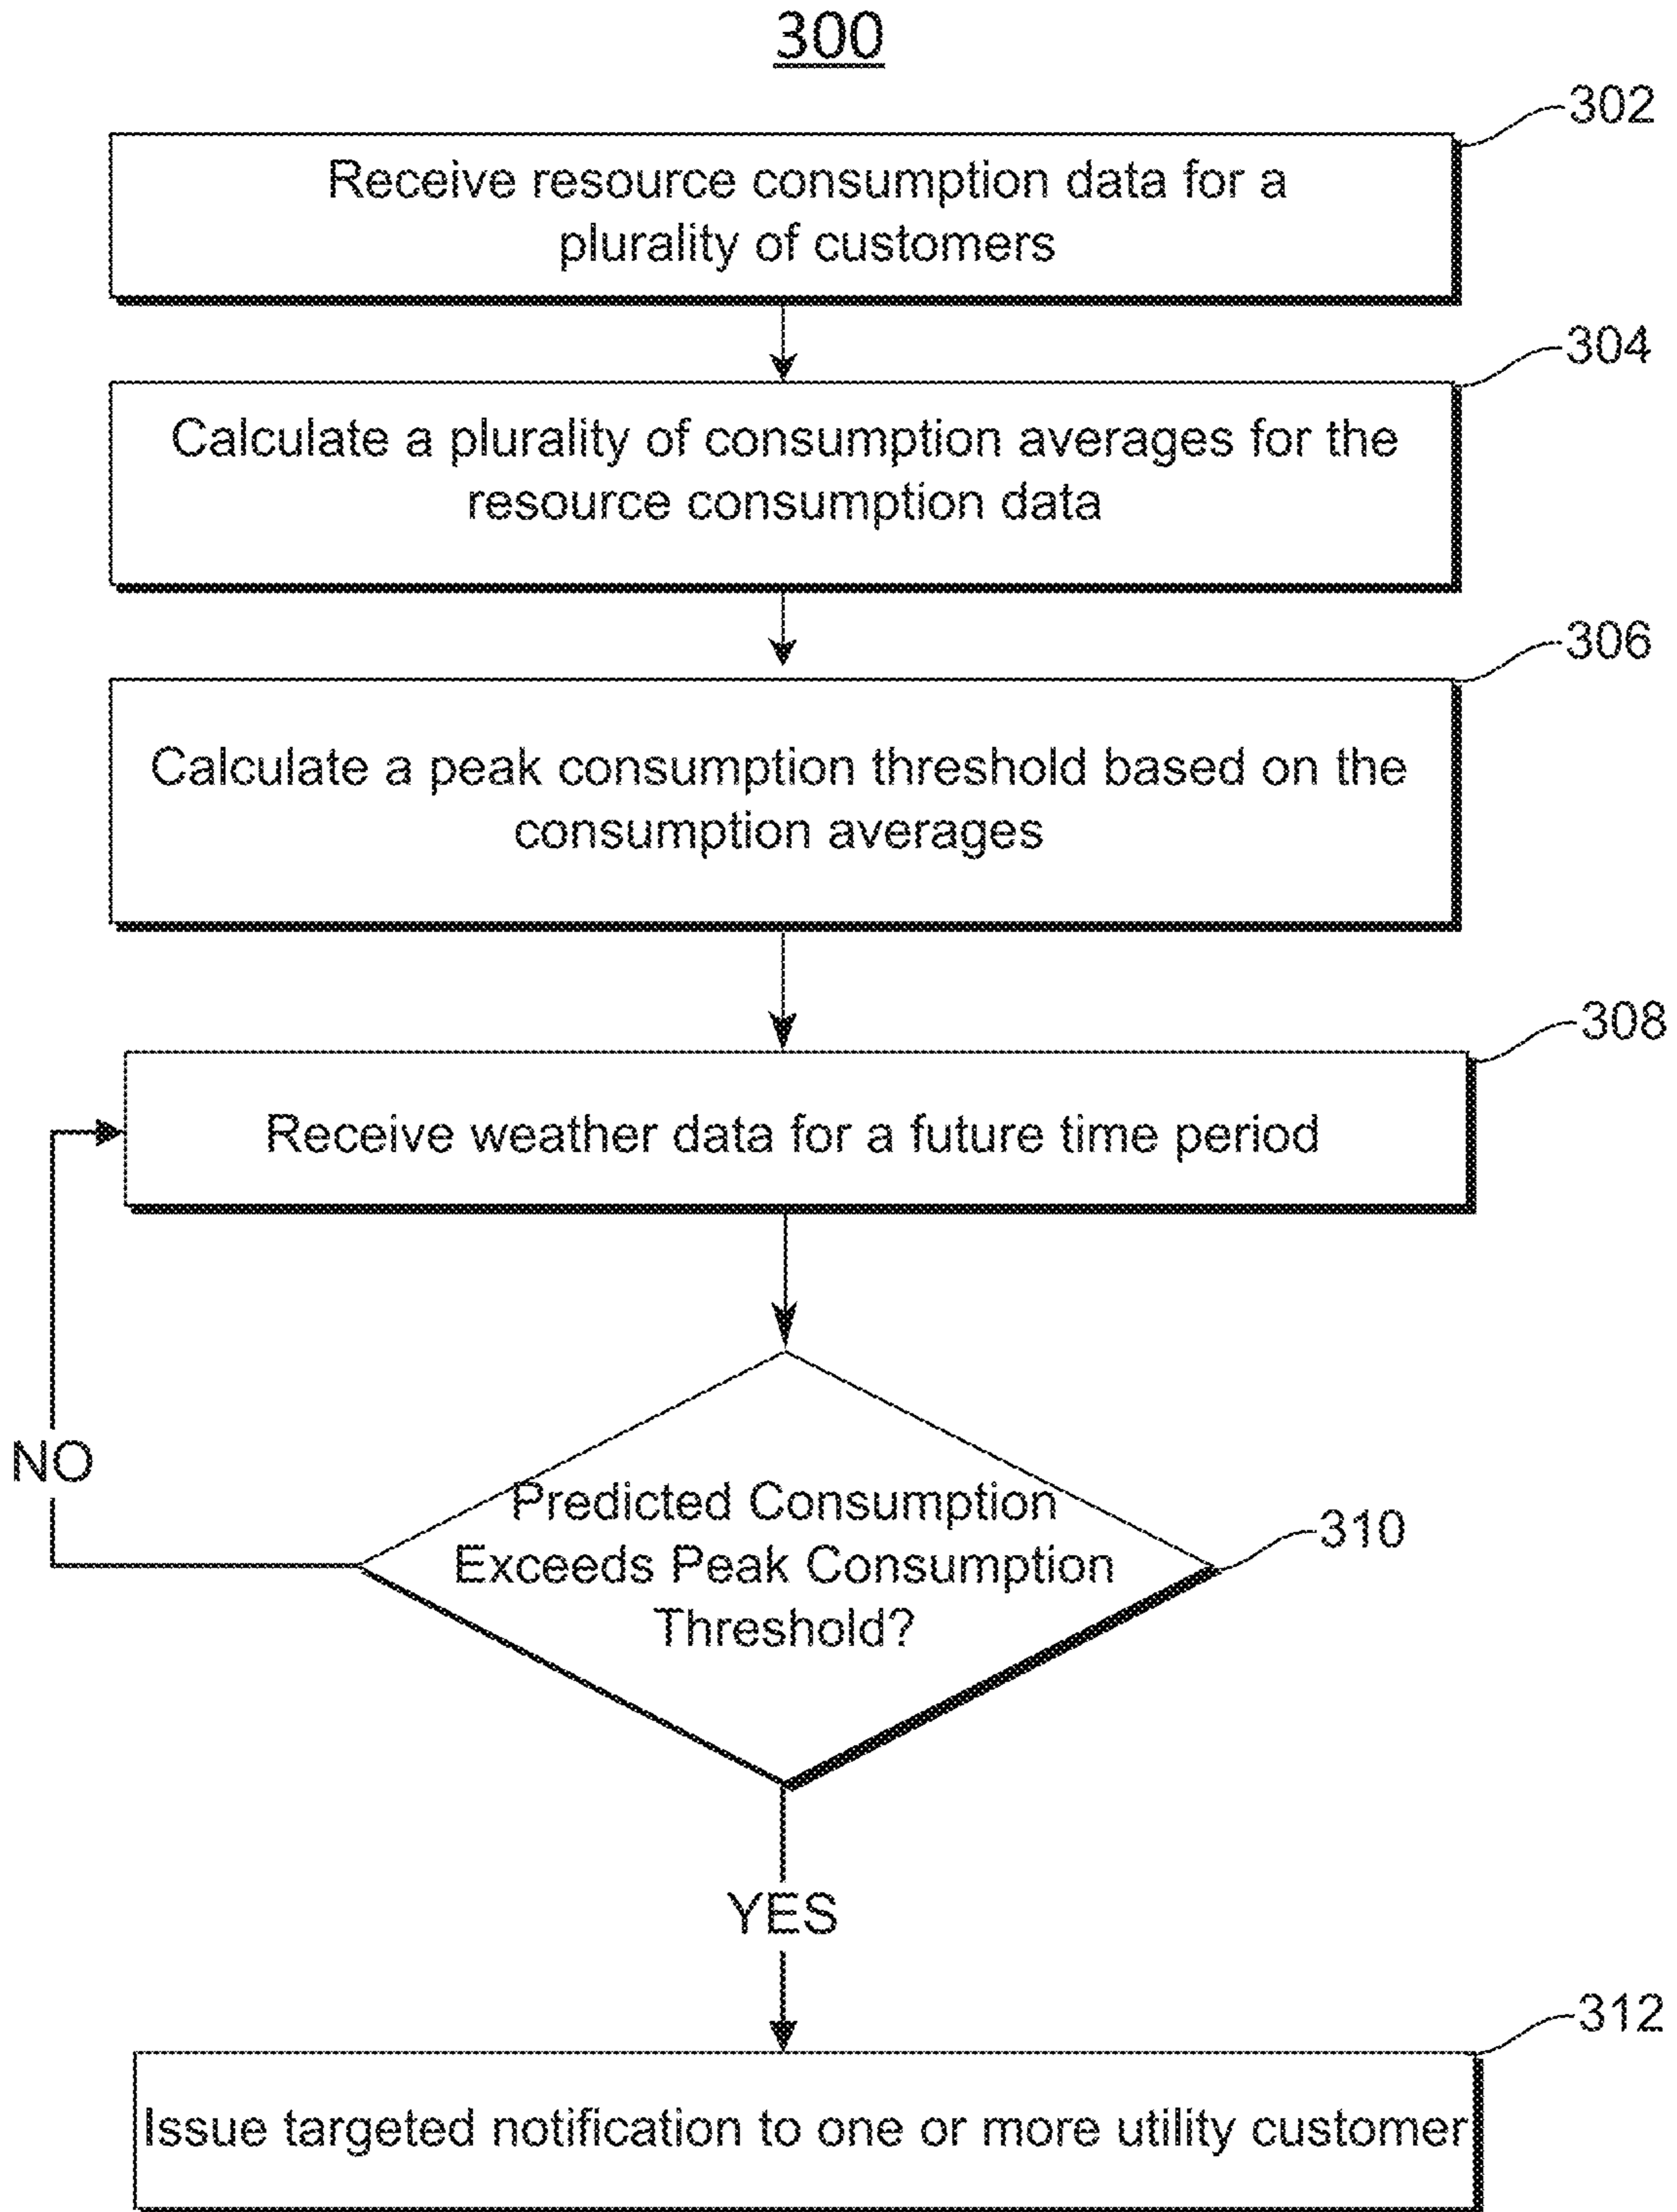 300
302
Receive resource consumption data for a
plurality of customers
304
Calculate a plurality of consumption averages for the
resource consumption data
306
Calculate a peak consumption threshold based on the
consumption averages
308
Receive weather data for a future time period
NO
Predicted Consumption
Exceeds Peak Consumption
Threshold?
310
YES
312
Issue targeted notification to one or more utility customer